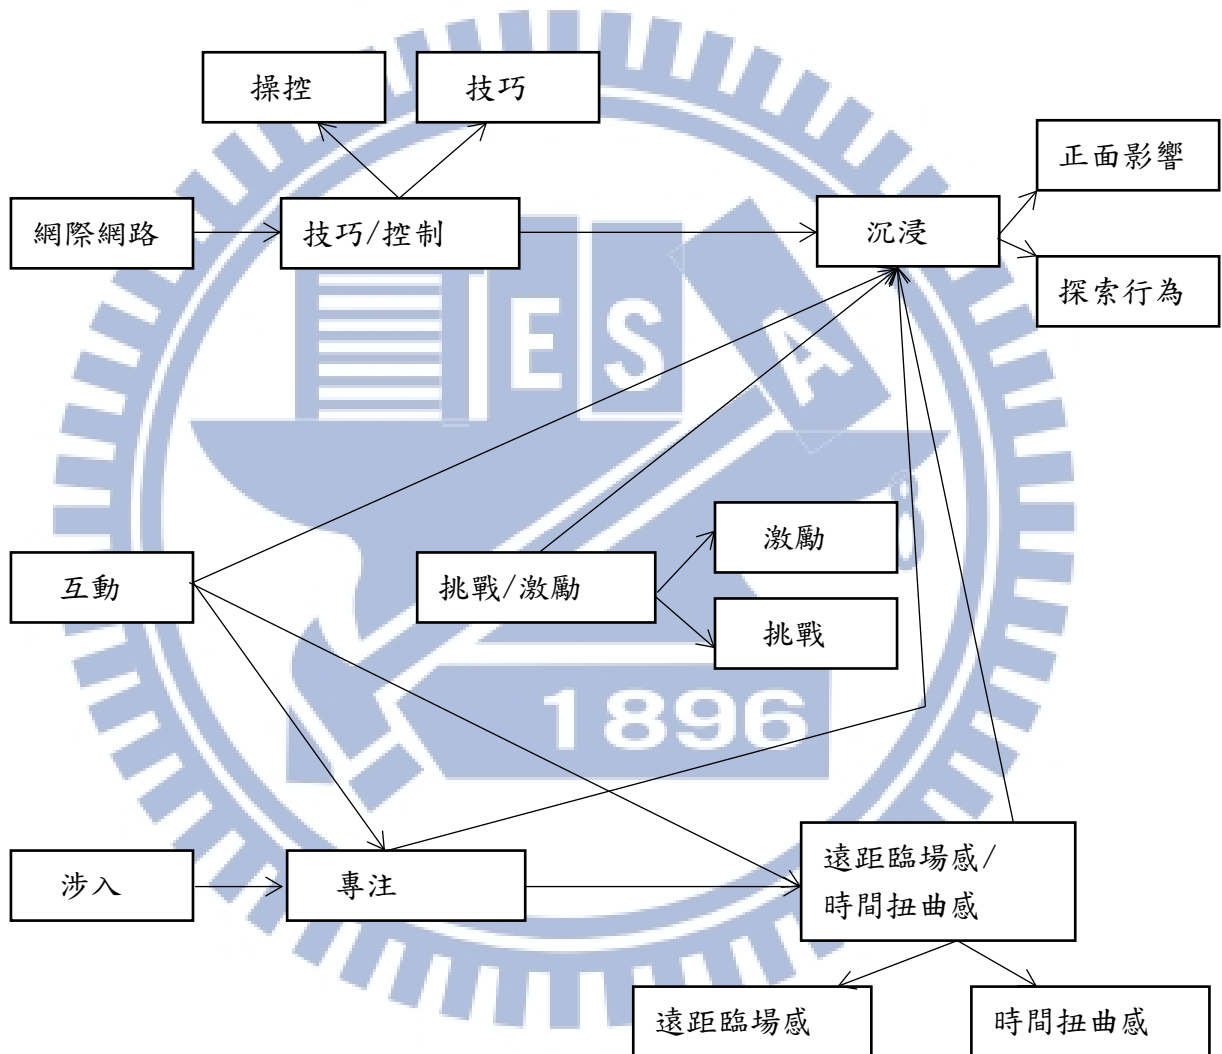 操控
技巧
正面影響
網際網路
技巧/控制
沉浸
探索行為
E S A
8
激勵
互動
挑戰/激勵
挑戰
1896
遠距臨場感/
時間扭曲感
涉入
專注
遠距臨場感
時間扭曲感